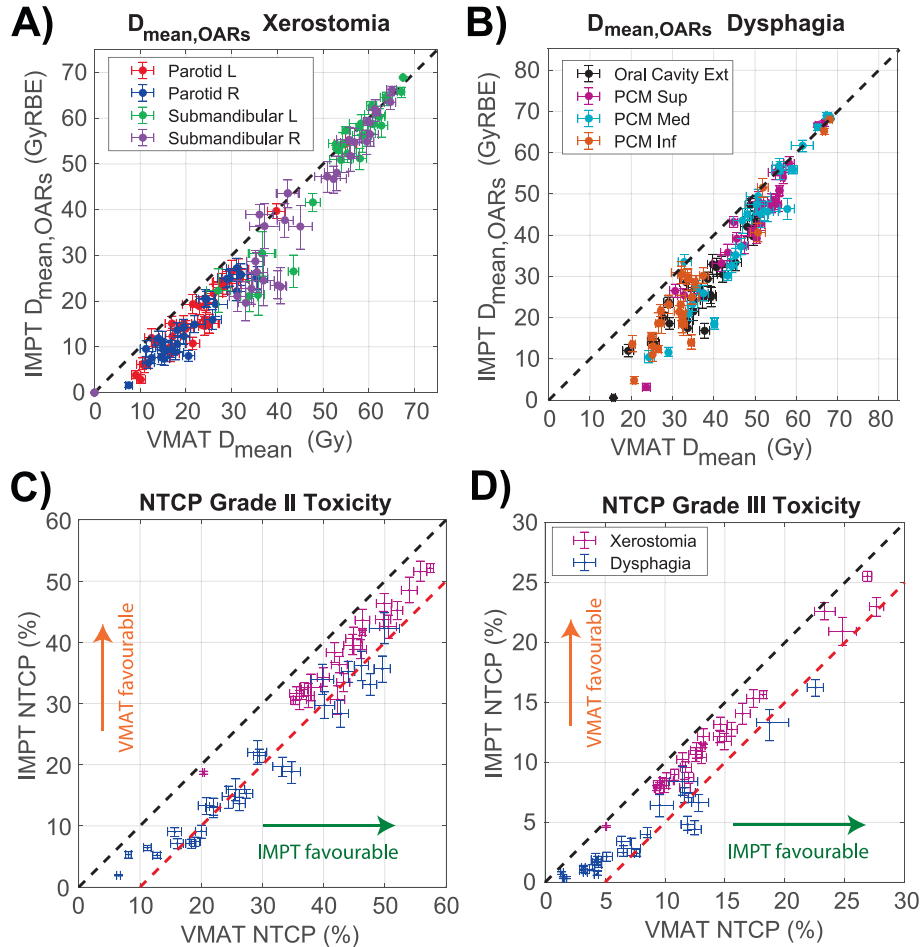 A)
D_mean,OARs Xerostomia
IMPT D_mean,OARs (GyRBE)
70
60
50
40
30
20
10
0
Parotid L
Parotid R
Submandibular L
Submandibular R
0 10 20 30 40 50 60 70
VMAT D_mean (Gy)
B)
D_mean,OARs Dysphagia
IMPT D_mean,OARs (GyRBE)
80
70
60
50
40
30
20
10
0
Oral Cavity Ext
PCM Sup
PCM Med
PCM Inf
0 10 20 30 40 50 60 70 80
VMAT D_mean (Gy)
C)
NTCP Grade II Toxicity
IMPT NTCP (%)
60
50
40
30
20
10
0
VMAT favourable
IMPT favourable
0 10 20 30 40 50 60
VMAT NTCP (%)
D)
NTCP Grade III Toxicity
IMPT NTCP (%)
30
25
20
15
10
5
0
Xerostomia
Dysphagia
VMAT favourable
IMPT favourable
0 5 10 15 20 25 30
VMAT NTCP (%)